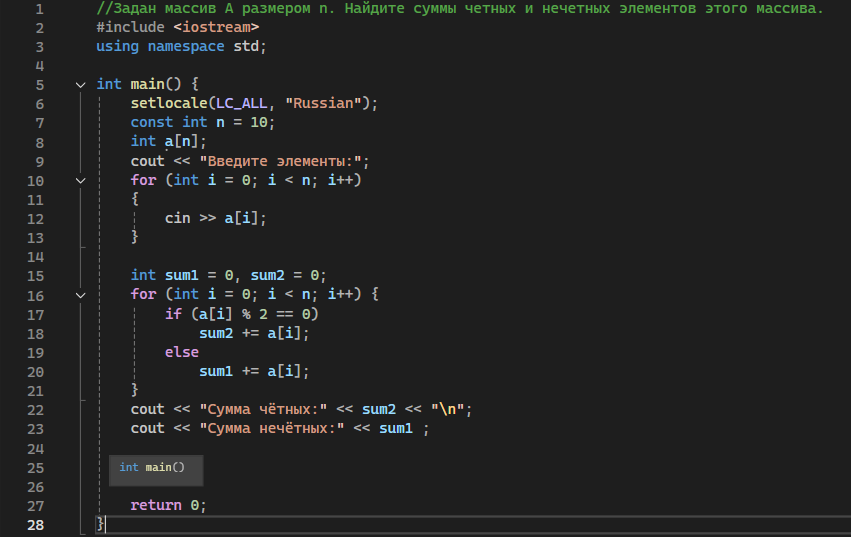 1 //Задан массив А размером n. Найдите суммы четных и нечетных элементов этого массива.
2 #include <iostream>
3 using namespace std;
4
5 int main() {
6 setlocale(LC_ALL, "Russian");
7 const int n = 10;
8 int a[n];
9 cout << "Введите элементы:";
10 for (int i = 0; i < n; i++)
11 {
12 cin >> a[i];
13 }
14
15 int sum1 = 0, sum2 = 0;
16 for (int i = 0; i < n; i++) {
17 if (a[i] % 2 == 0)
18 sum2 += a[i];
19 else
20 sum1 += a[i];
21 }
22 cout << "Сумма чётных:" << sum2 << "\n";
23 cout << "Сумма нечётных:" << sum1 ;
24
25 int main()
26
27 return 0;
28 }